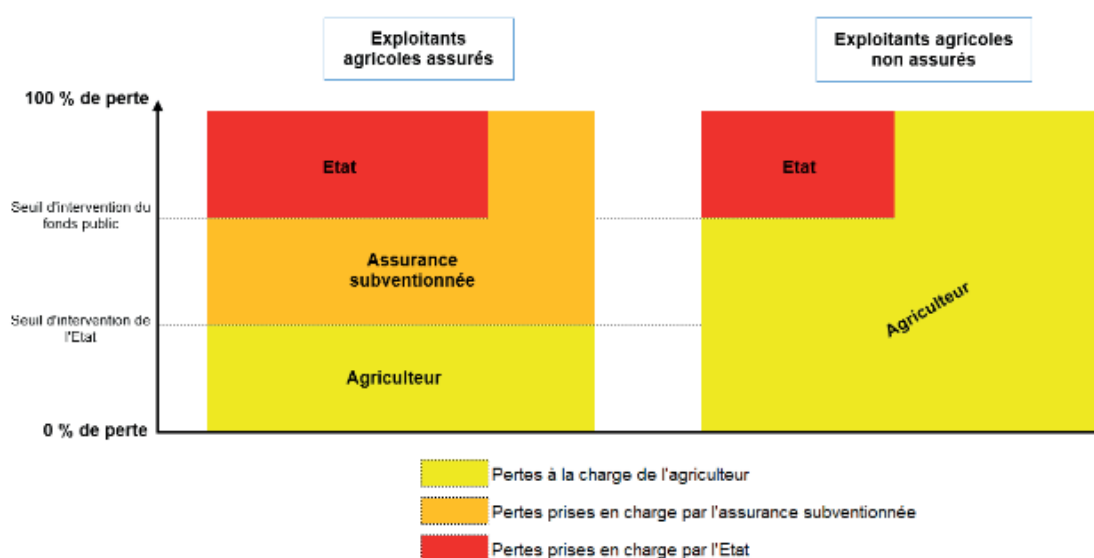 Exploitants
agricoles assurés
Exploitants agricoles
non assurés
100 % de perte
Etat
Etat
Seuil d'intervention du
fonds public
Assurance
subventionnée
Agriculteur
Seuil d'intervention de
l'Etat
Agriculteur
0 % de perte
Pertes à la charge de l'agriculteur
Pertes prises en charge par l'assurance subventionnée
Pertes prises en charge par l'Etat